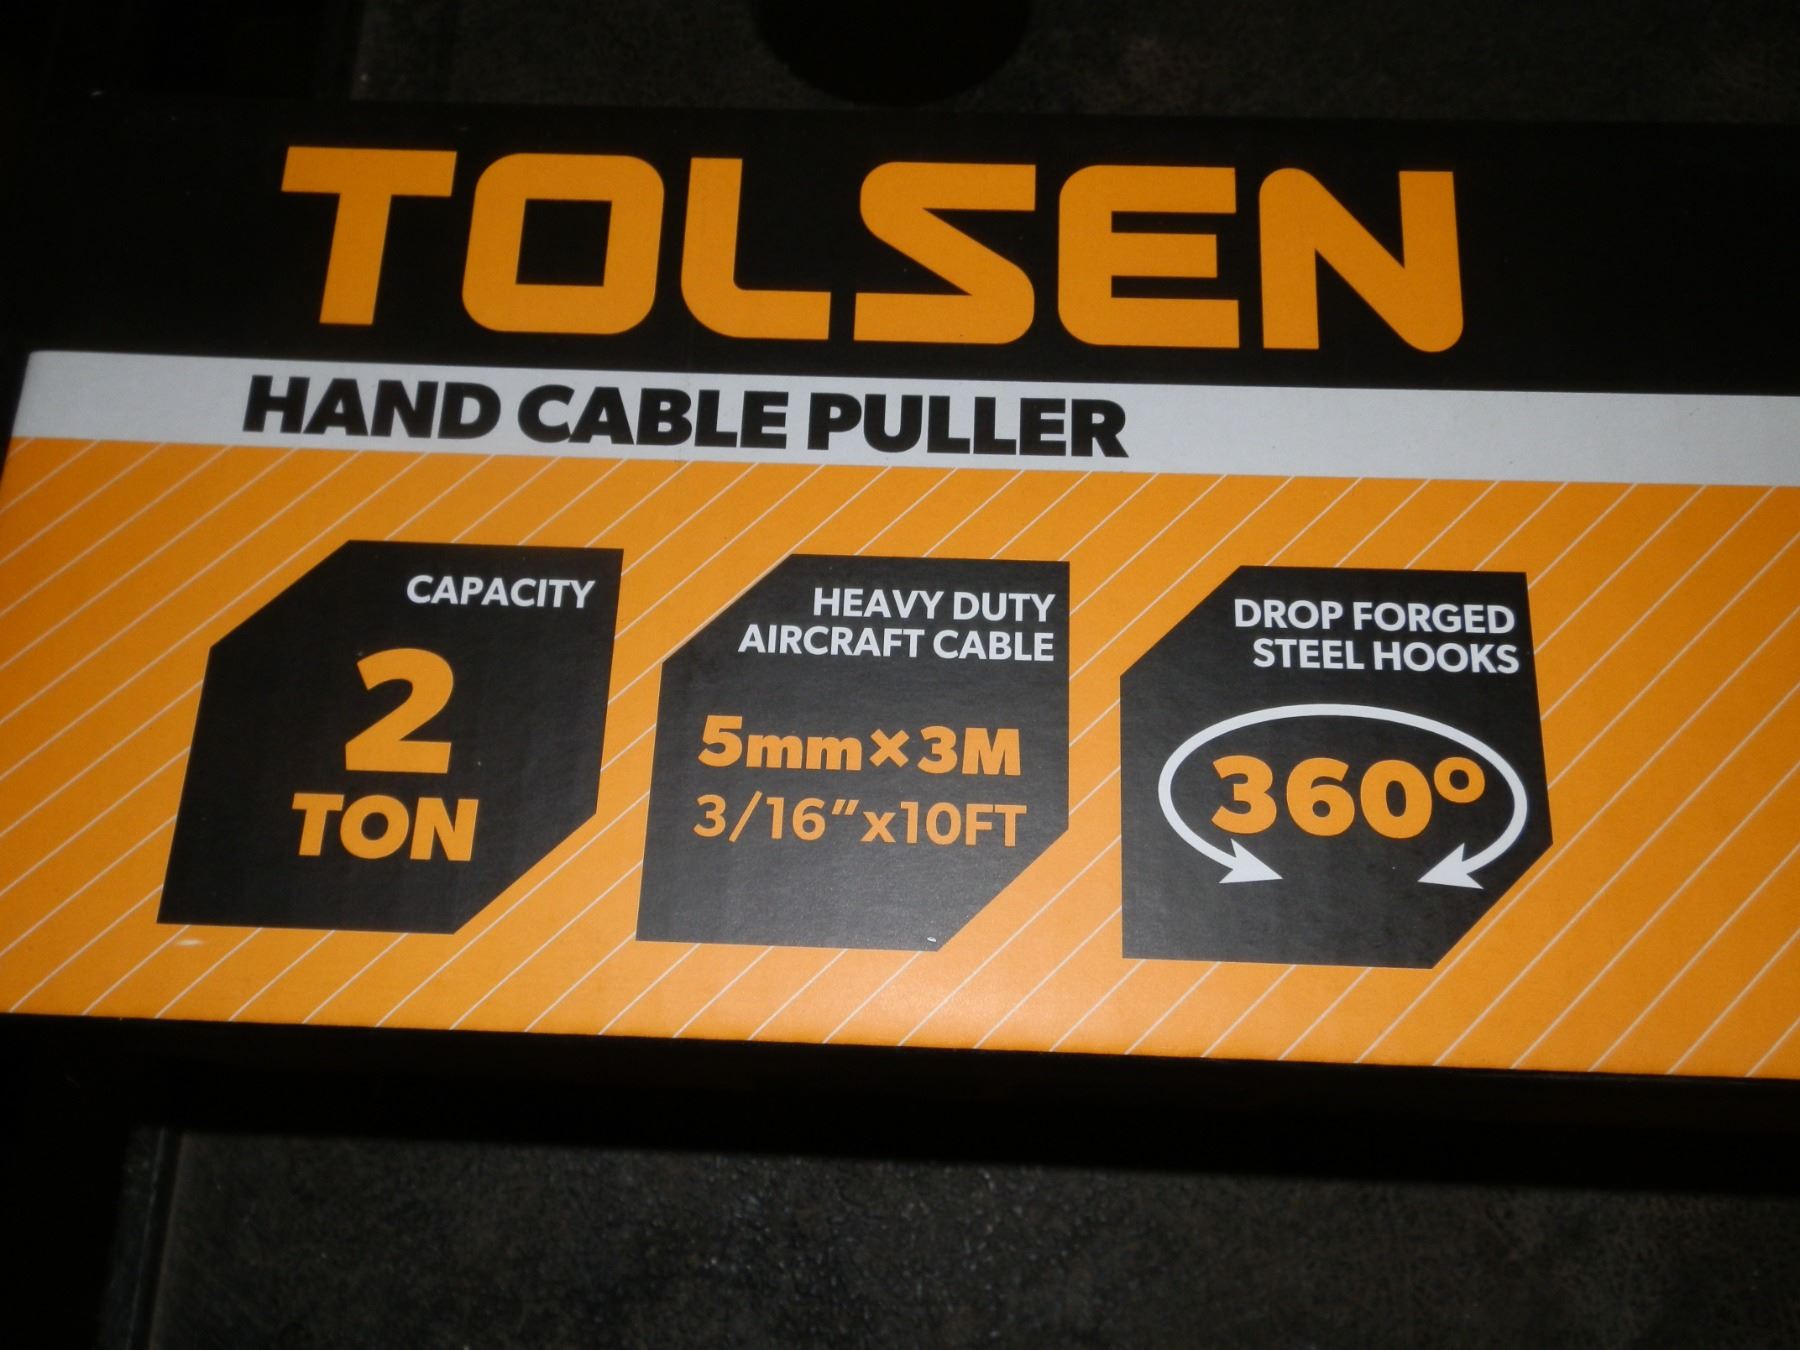 TOLSEN
HAND CABLE PULLER
CAPACITY
2
TON
HEAVY DUTY
AIRCRAFT CABLE
5mm×3M
3/16”x10FT
DROP FORGED
STEEL HOOKS
360°